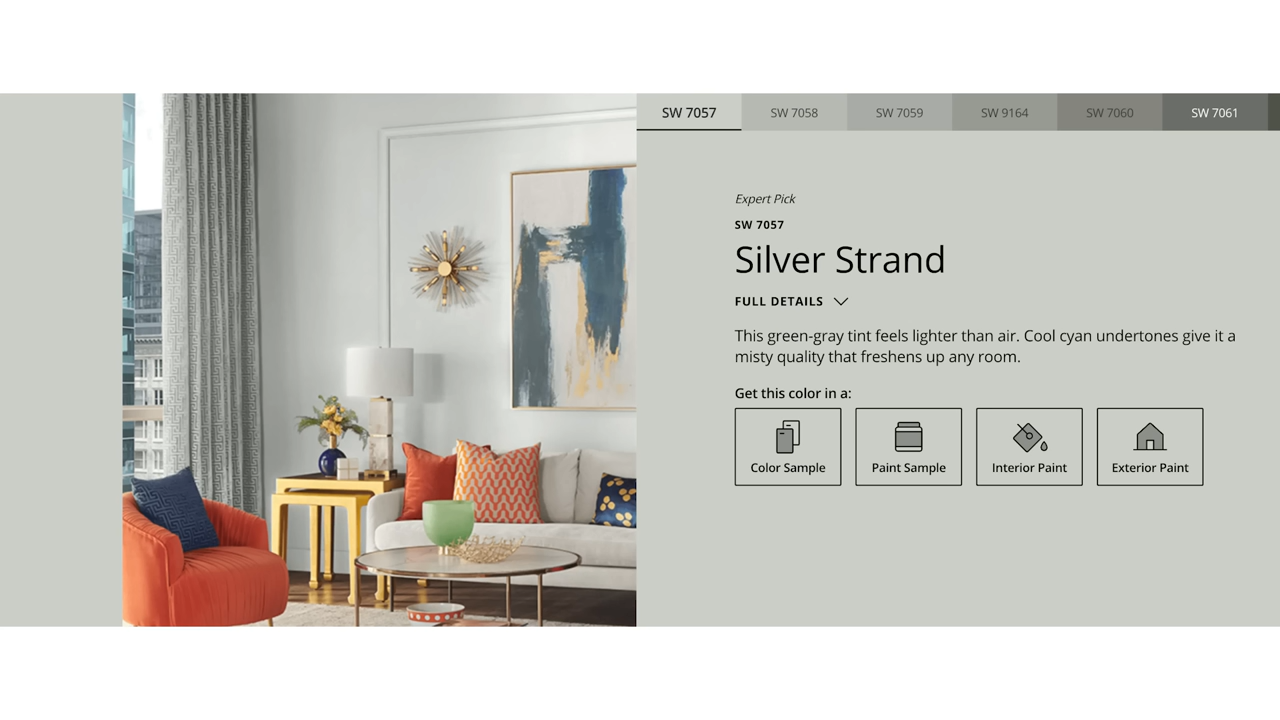 SW 7057
SW 7058
SW 7059
SW 9164
SW 7060
SW 7061
Expert Pick
SW 7057
Silver Strand
FULL DETAILS
This green-gray tint feels lighter than air. Cool cyan undertones give it a
misty quality that freshens up any room.
Get this color in a:
Color Sample
Paint Sample
Interior Paint
Exterior Paint